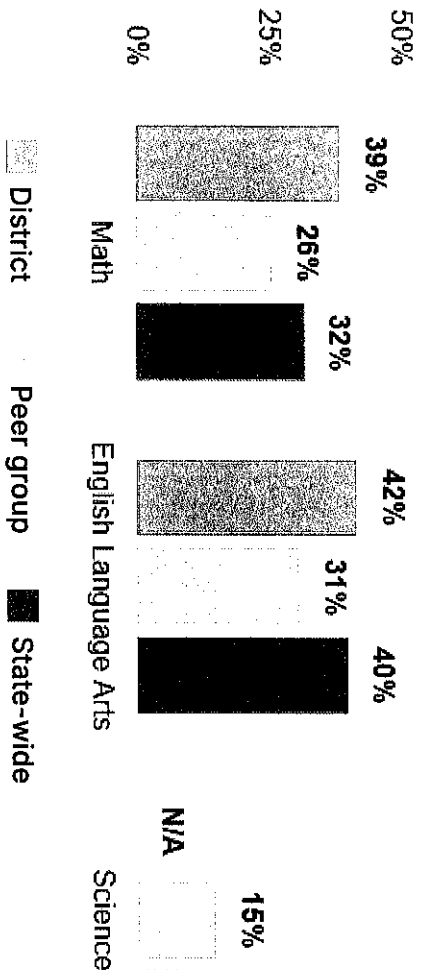 50%
25%
0%
39%
26%
32%
Math
42%
31%
40%
English Language Arts
N/A
15%
Science
District
Peer group
State-wide